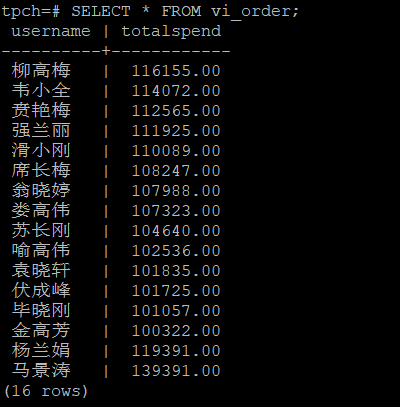 tpch=# SELECT * FROM vi_order;
username | totalspend
----------+------------
柳高梅 | 116155.00
韦小全 | 114072.00
贲艳梅 | 112565.00
强兰丽 | 111925.00
滑小刚 | 110089.00
席长梅 | 108247.00
翁晓婷 | 107988.00
娄高伟 | 107323.00
苏长刚 | 104640.00
喻高伟 | 102536.00
袁晓轩 | 101835.00
伏成峰 | 101725.00
毕晓刚 | 101057.00
金高芳 | 100322.00
杨兰娟 | 119391.00
马景涛 | 139391.00
(16 rows)